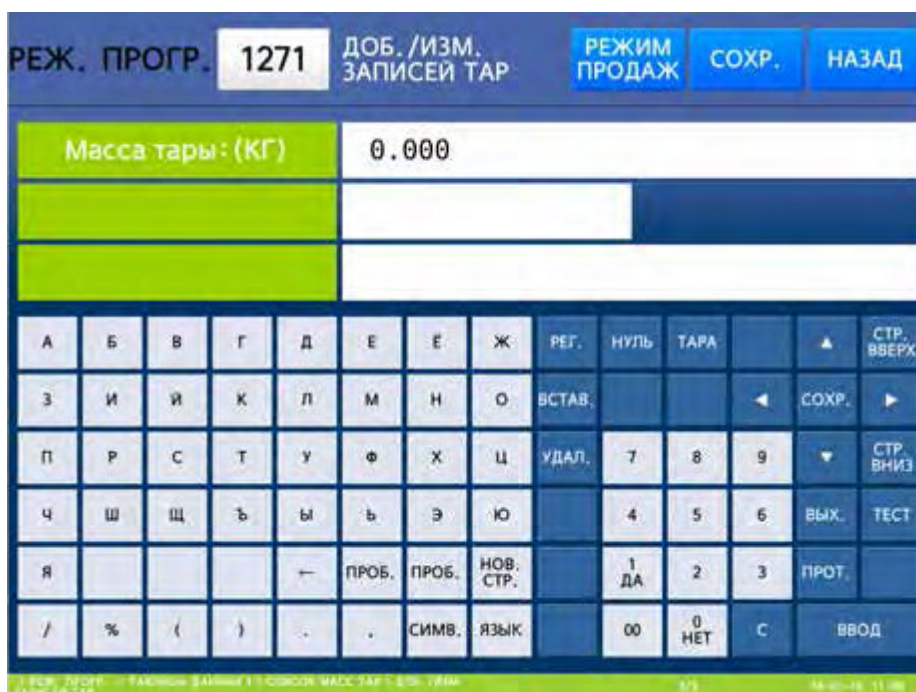 РЕЖ. ПРОГР. 1271 ДОБ./ИЗМ. ЗАПИСЕЙ ТАР РЕЖИМ ПРОДАЖ СОХР. НАЗАД
Масса тары:(КГ) 0.000
А Б В Г Д Е Ё Ж РЕГ. НУЛЬ ТАРА ▲ СТР. ВВЕРХ
З И Й К Л М Н О ВСТАВ. ◄ СОХР. ►
П Р С Т У Ф Х Ц УДАЛ. 7 8 9 ▼ СТР. ВНИЗ
Ч Ш Щ Ъ Ы Ь Э Ю 4 5 6 ВЫХ. ТЕСТ
Я ← ПРОБ. ПРОБ. НОВ. СТР. 1 ДА 2 3 ПРОТ.
/ % ( ) . . СИМВ. ЯЗЫК 00 0 НЕТ С ВВОД